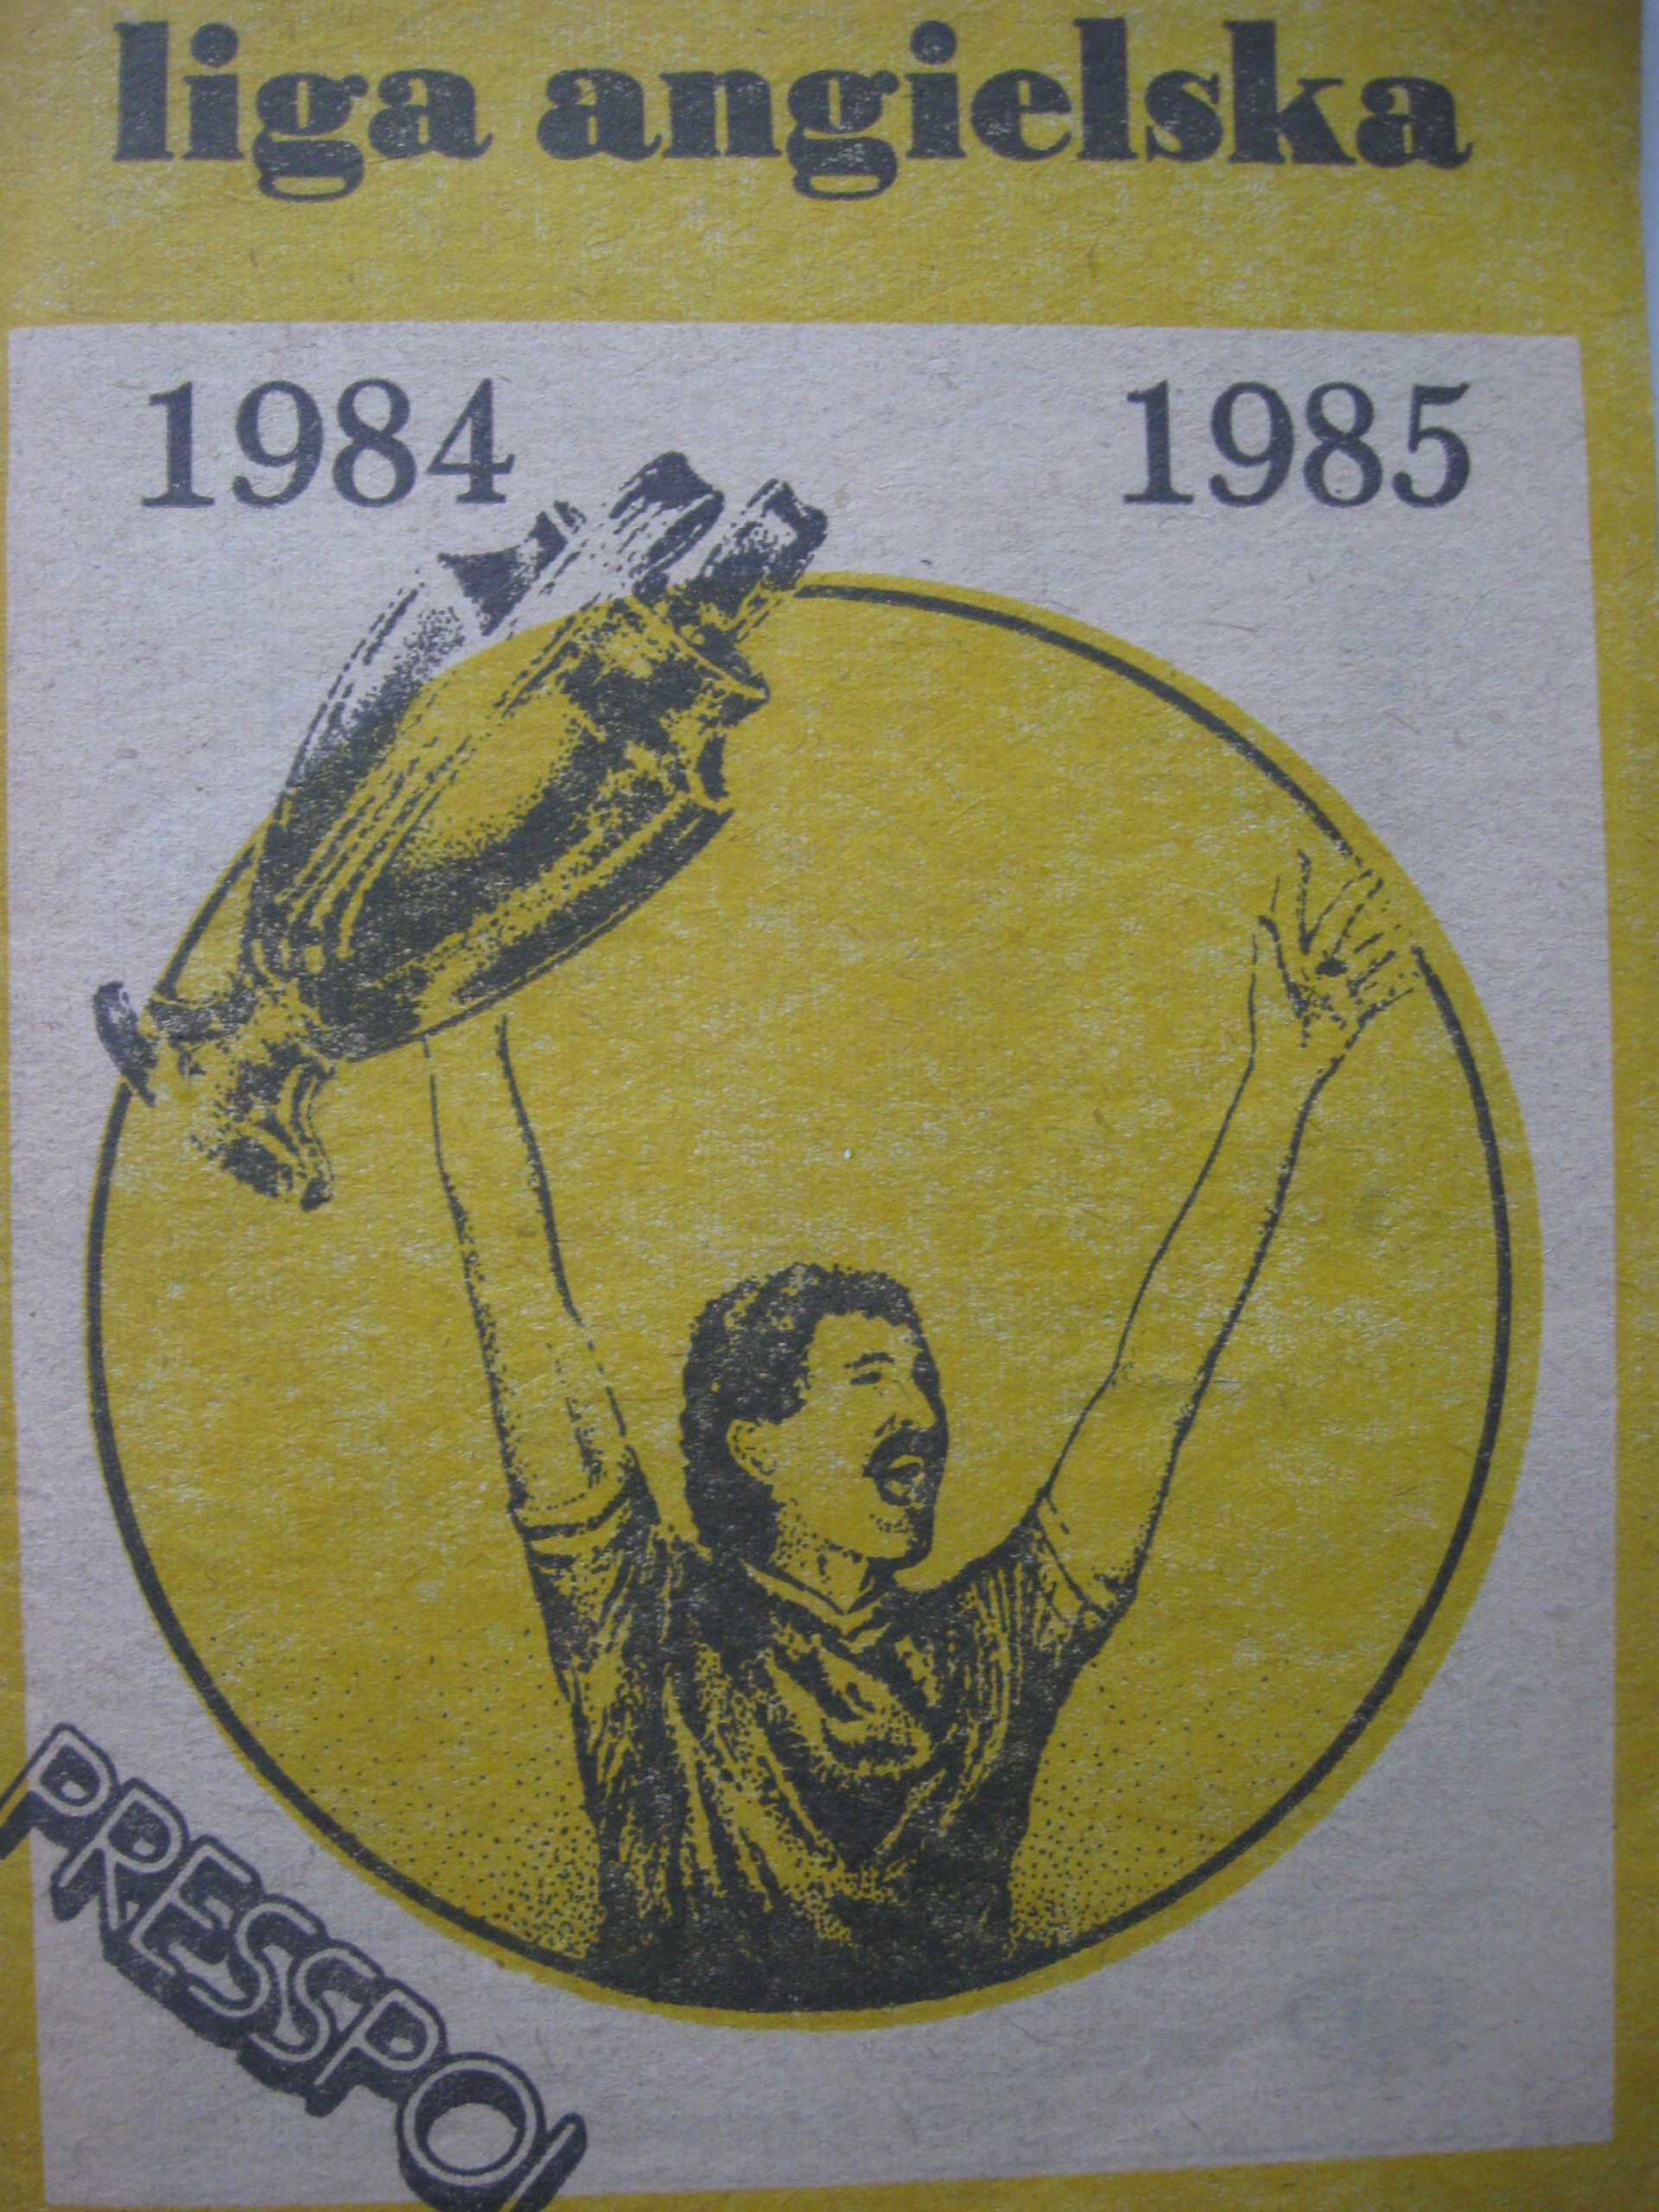 liga angielska
1984 1985
PRESSPOL